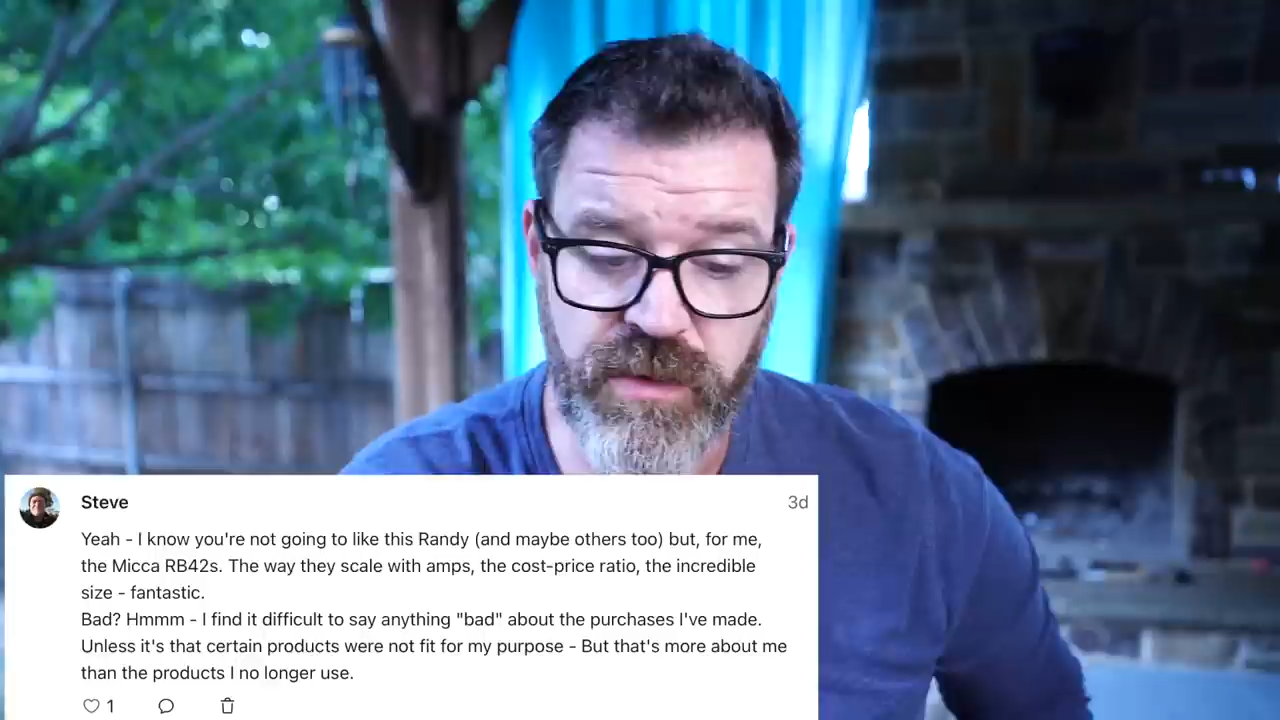 Steve
3d
Yeah - I know you're not going to like this Randy (and maybe others too) but, for me,
the Micca RB42s. The way they scale with amps, the cost-price ratio, the incredible
size - fantastic.
Bad? Hmmm - I find it difficult to say anything "bad" about the purchases I've made.
Unless it's that certain products were not fit for my purpose - But that's more about me
than the products I no longer use.
1